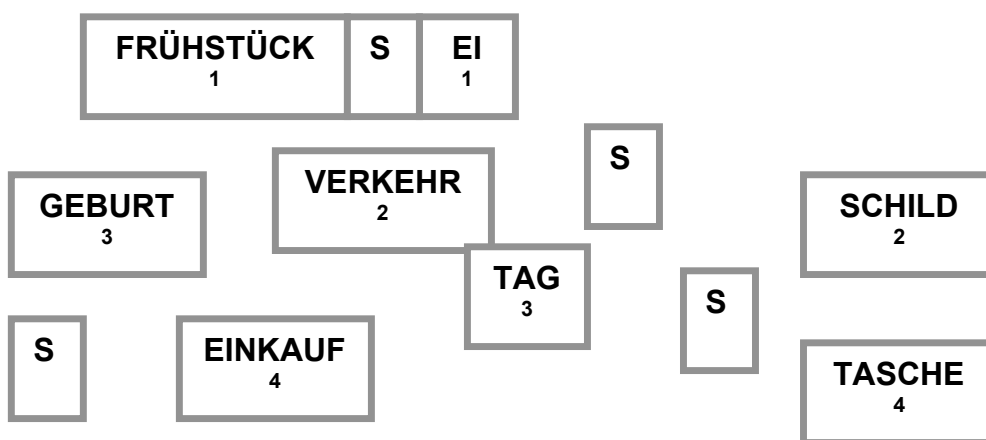 FRÜHSTÜCK S EI
1 1
S
VERKEHR
2
GEBURT
3
SCHILD
2
TAG
3
S
S
EINKAUF
4
TASCHE
4